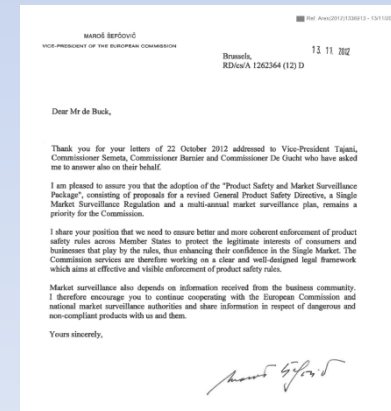 Ref. Ares(2012)1336413 - 13/11/2012
MAROŠ ŠEFČOVIČ
VICE-PRESIDENT OF THE EUROPEAN COMMISSION
13. 11. 2012
Brussels,
RD/cs/A 1262364 (12) D
Dear Mr de Buck,
Thank you for your letters of 22 October 2012 addressed to Vice-President Tajani,
Commissioner Semeta, Commissioner Barnier and Commissioner De Gucht who have asked
me to answer also on their behalf.
I am pleased to assure you that the adoption of the "Product Safety and Market Surveillance
Package", consisting of proposals for a revised General Product Safety Directive, a Single
Market Surveillance Regulation and a multi-annual market surveillance plan, remains a
priority for the Commission.
I share your position that we need to ensure better and more coherent enforcement of product
safety rules across Member States to protect the legitimate interests of consumers and
businesses that play by the rules, thus enhancing their confidence in the Single Market. The
Commission services are therefore working on a clear and well-designed legal framework
which aims at effective and visible enforcement of product safety rules.
Market surveillance also depends on information received from the business community.
I therefore encourage you to continue cooperating with the European Commission and
national market surveillance authorities and share information in respect of dangerous and
non-compliant products with us and them.
Yours sincerely,